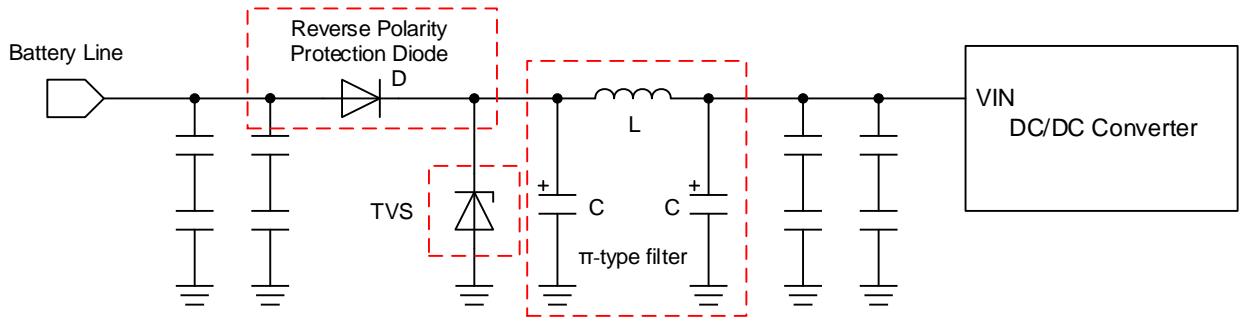 Reverse Polarity
Protection Diode
Battery Line
D
VIN
DC/DC Converter
L
TVS
+
C
+
C
π-type filter